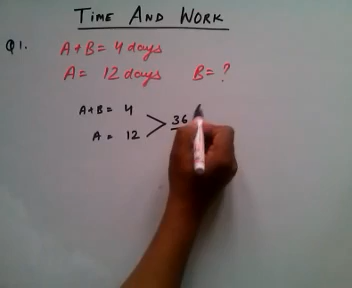 TIME AND WORK
Q1. A+B= 4 days
A= 12 days B= ?
A+B= 4
A = 12
36